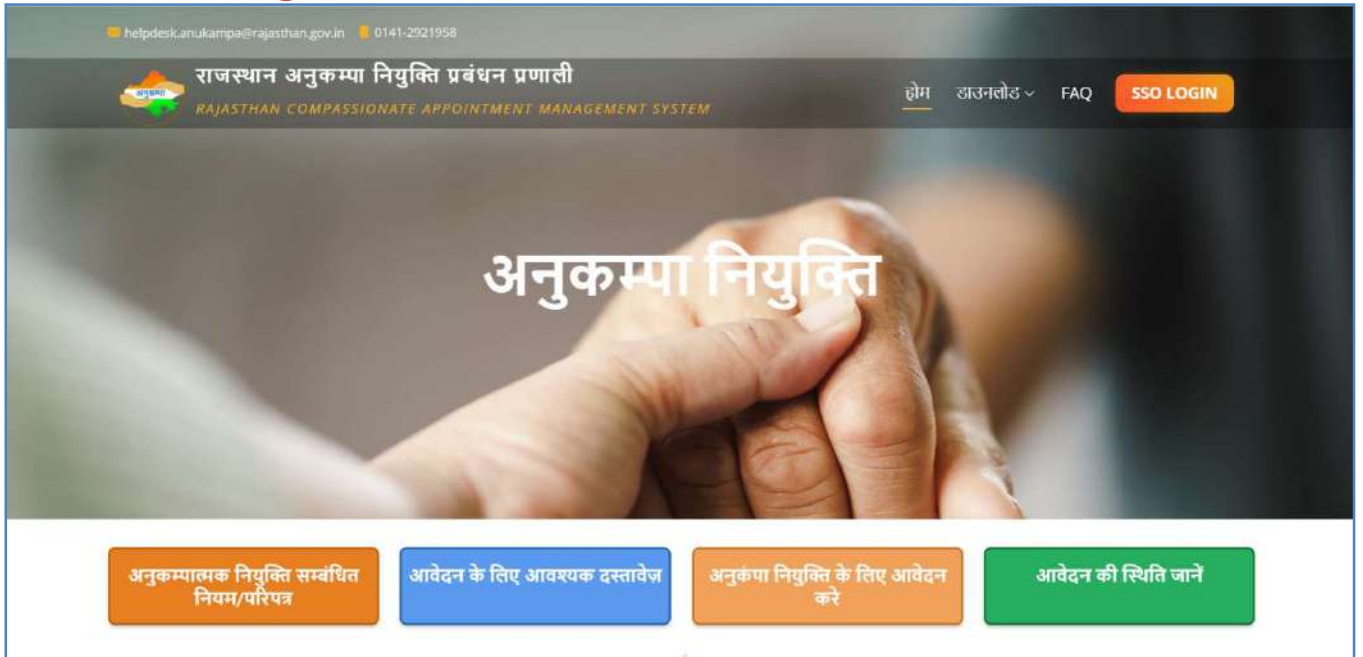 helpdesk.anukampa@rajasthan.gov.in 0141-2921958
राजस्थान अनुकम्पा नियुक्ति प्रबंधन प्रणाली
RAJASTHAN COMPASSIONATE APPOINTMENT MANAGEMENT SYSTEM
अनुकम्पा
होम डाउनलोड FAQ SSO LOGIN
अनुकम्पा नियुक्ति
अनुकम्पात्मक नियुक्ति सम्बंधित
नियम/परिपत्र
आवेदन के लिए आवश्यक दस्तावेज़
अनुकंपा नियुक्ति के लिए आवेदन
करे
आवेदन की स्थिति जानें